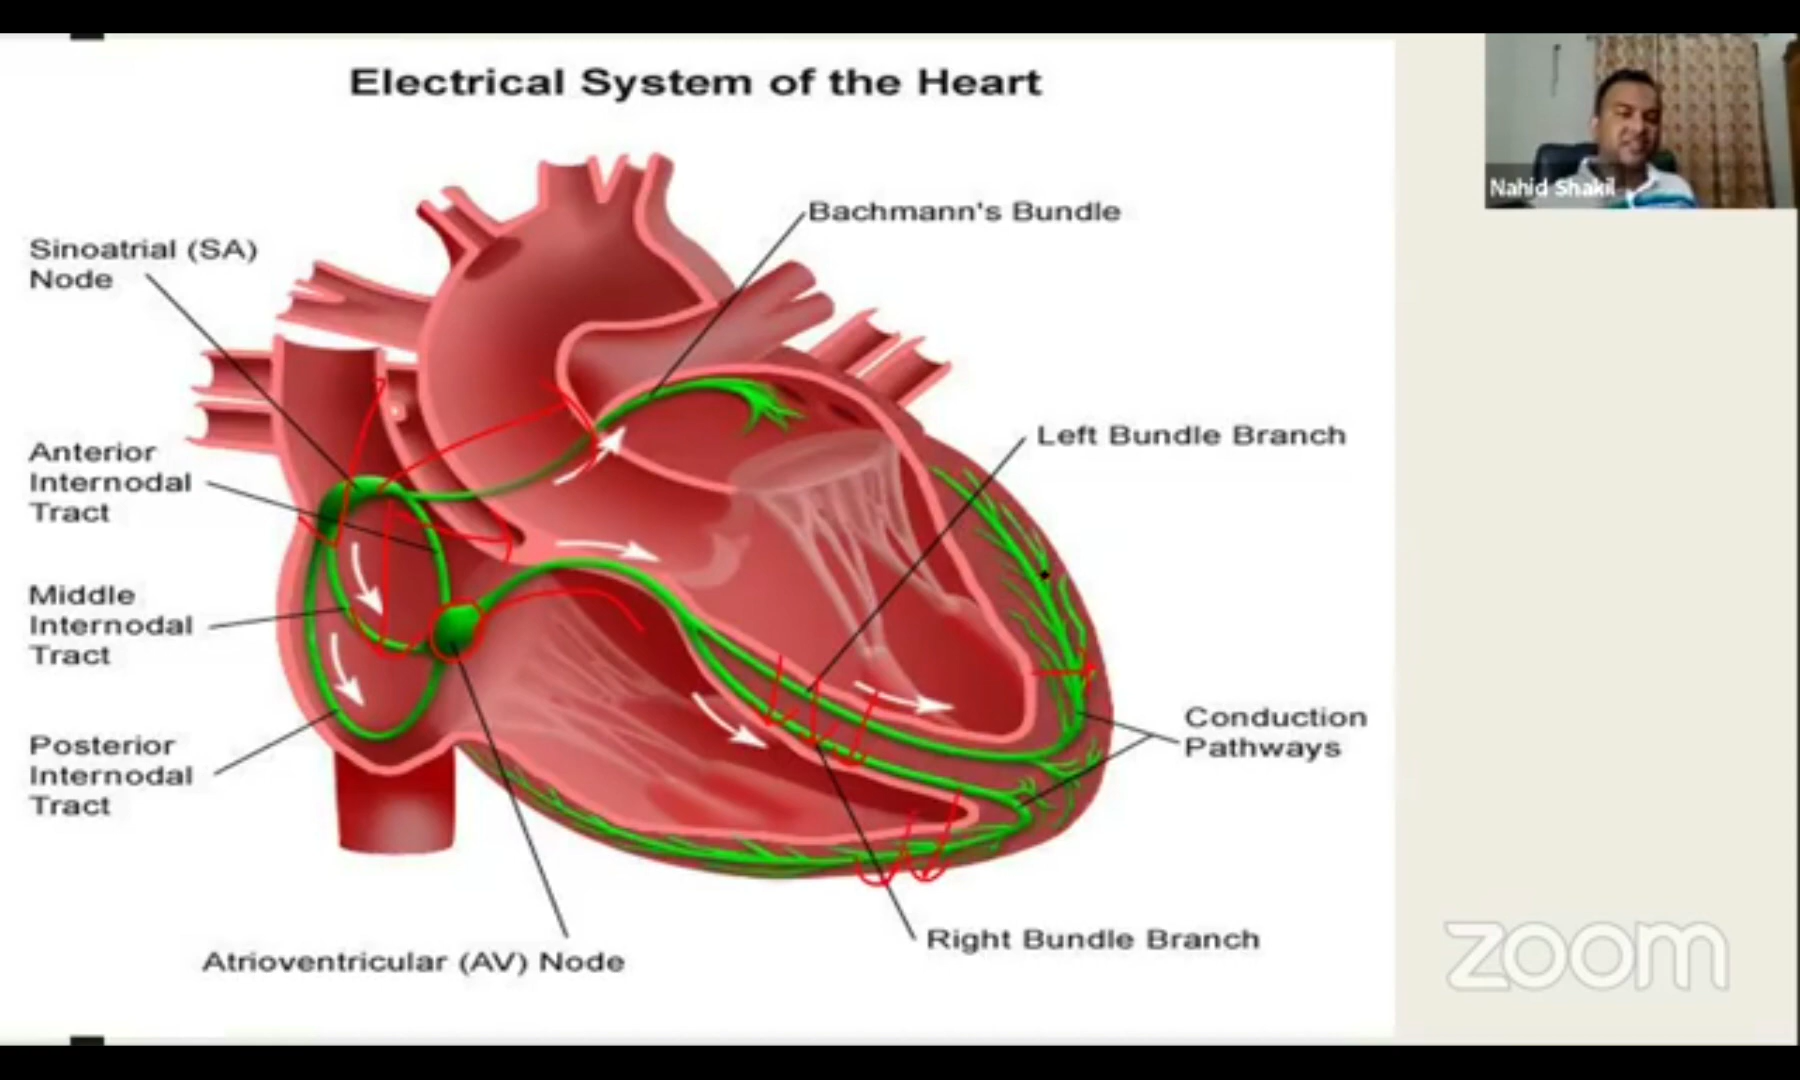 Electrical System of the Heart
Nahid Shakil
Bachmann's Bundle
Sinoatrial (SA)
Node
Left Bundle Branch
Anterior
Internodal
Tract
Middle
Internodal
Tract
Conduction
Pathways
Posterior
Internodal
Tract
Right Bundle Branch
Atrioventricular (AV) Node
zoom